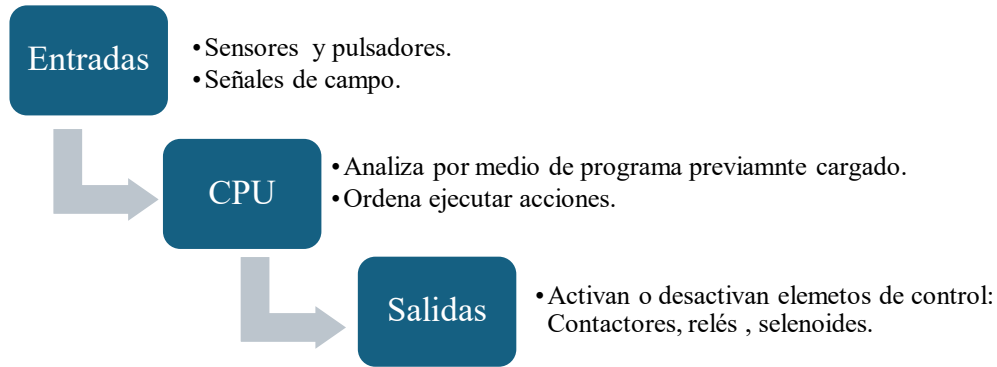 Entradas
•Sensores y pulsadores.
•Señales de campo.
CPU
•Analiza por medio de programa previamnte cargado.
•Ordena ejecutar acciones.
Salidas
•Activan o desactivan elemetos de control:
Contactores, relés , selenoides.